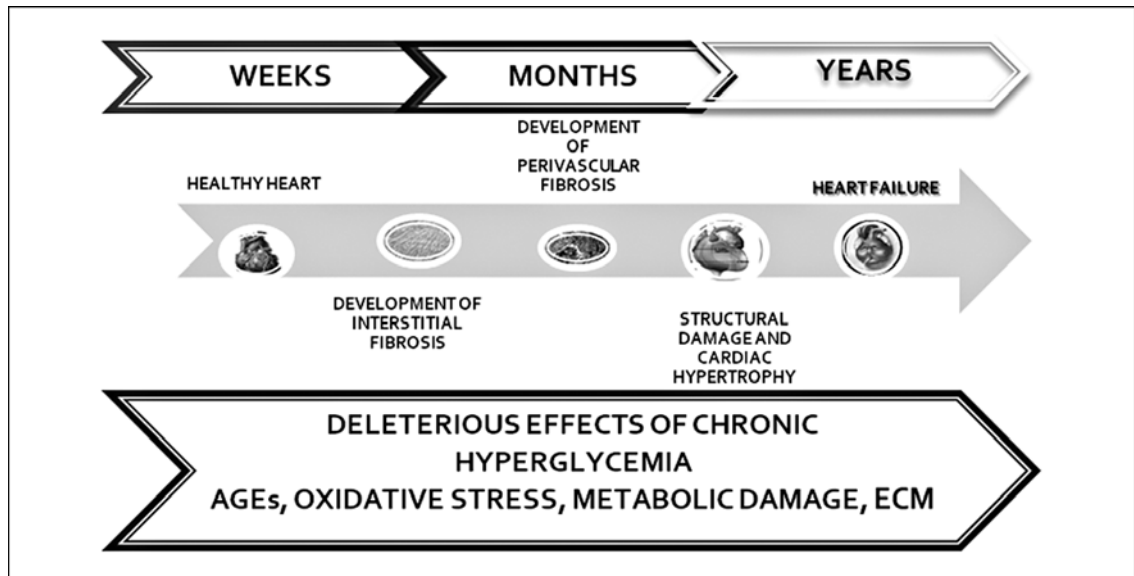 WEEKS
MONTHS
YEARS
DEVELOPMENT
OF
PERIVASCULAR
FIBROSIS
HEALTHY HEART
HEART FAILURE
DEVELOPMENT OF
INTERSTITIAL
FIBROSIS
STRUCTURAL
DAMAGE AND
CARDIAC
HYPERTROPHY
DELETERIOUS EFFECTS OF CHRONIC
HYPERGLYCEMIA
AGEs, OXIDATIVE STRESS, METABOLIC DAMAGE, ECM